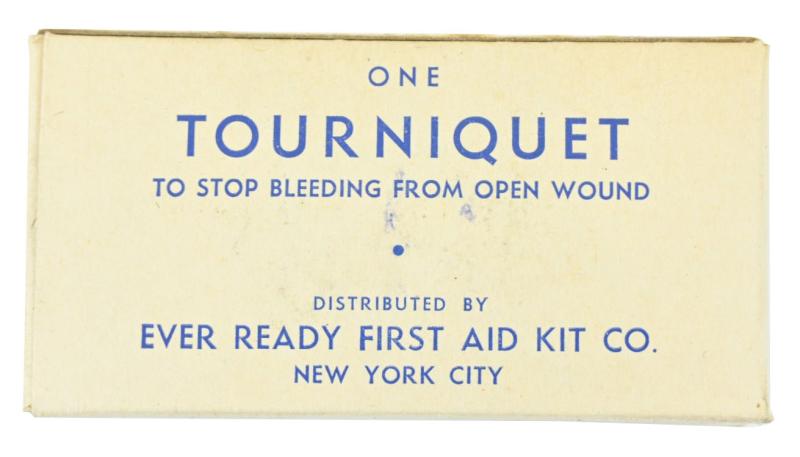 ONE
TOURNIQUET
TO STOP BLEEDING FROM OPEN WOUND
•
DISTRIBUTED BY
EVER READY FIRST AID KIT CO.
NEW YORK CITY